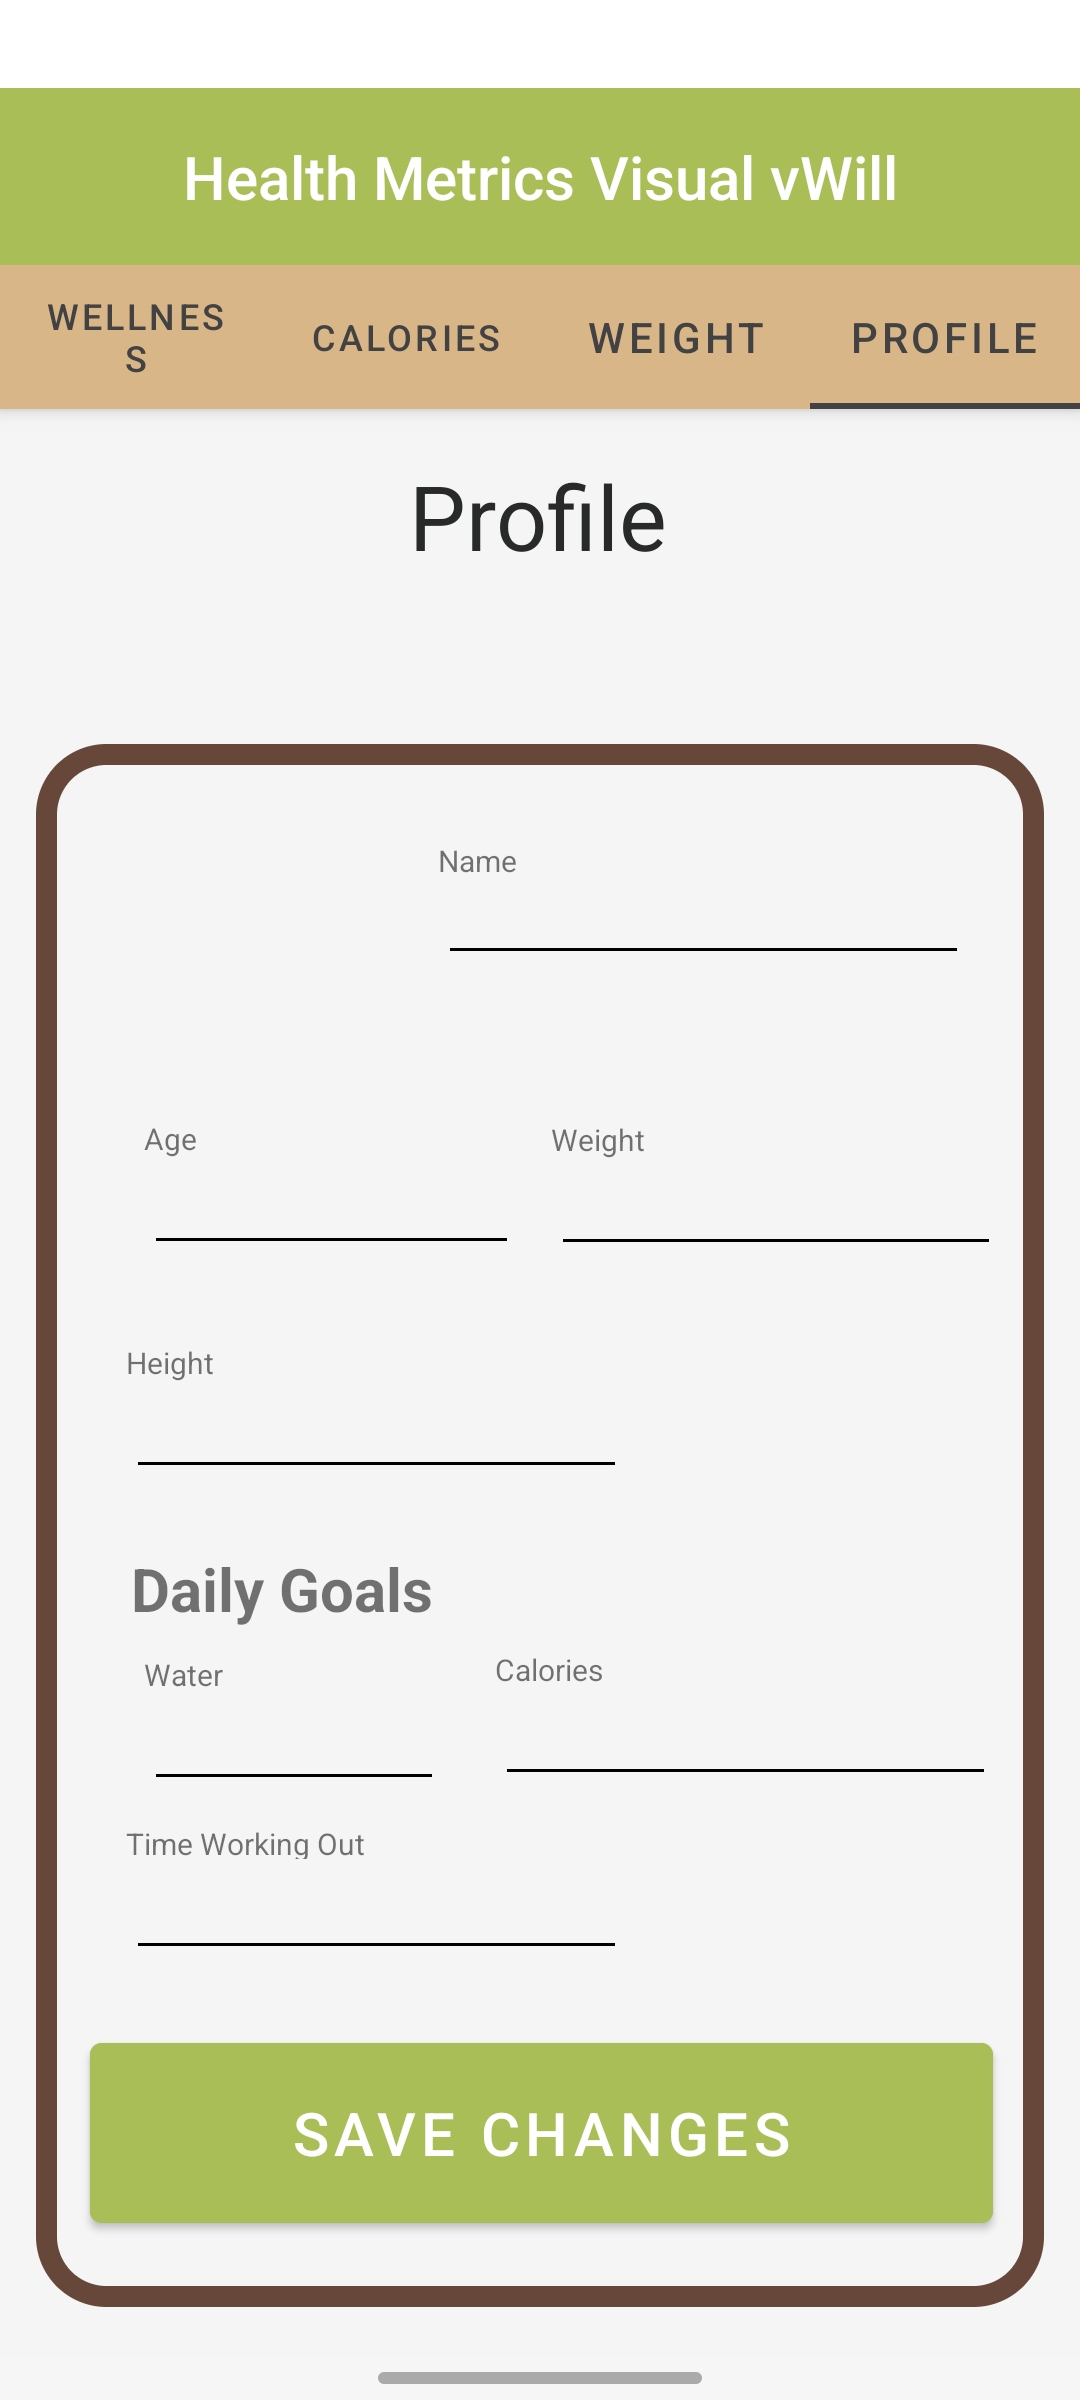 Health Metrics Visual vWill
WELLNES
S
CALORIES
WEIGHT
PROFILE
Profile
Name
Age
Weight
Height
Daily Goals
Water
Calories
Time Working Out
SAVE CHANGES